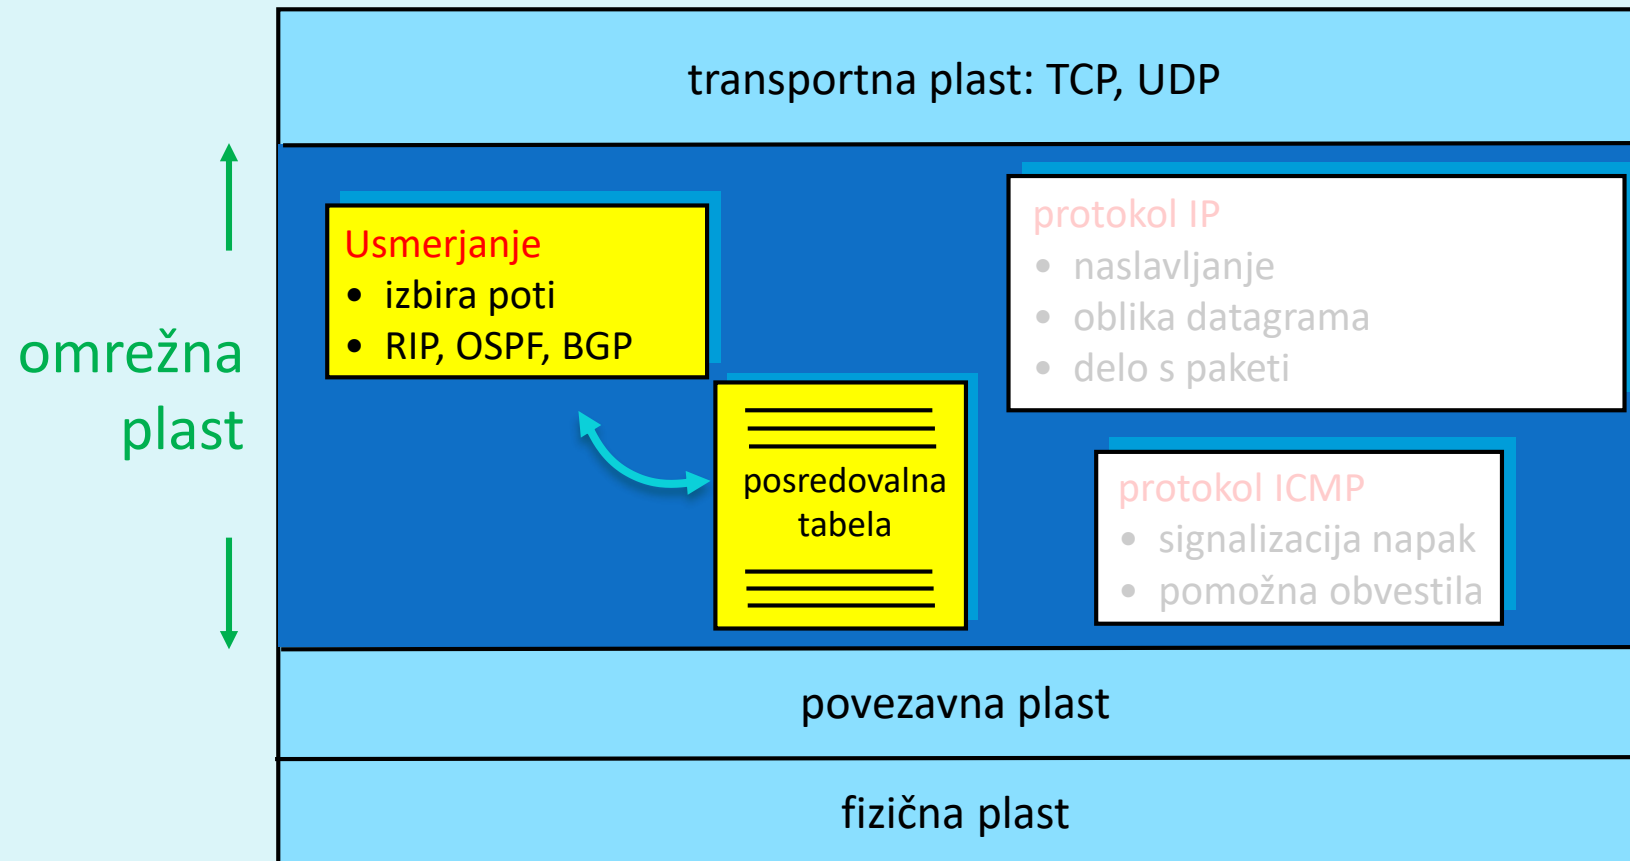 transportna plast: TCP, UDP
omrežna
plast
Usmerjanje
• izbira poti
• RIP, OSPF, BGP
posredovalna
tabela
protokol IP
• naslavljanje
• oblika datagrama
• delo s paketi
protokol ICMP
• signalizacija napak
• pomožna obvestila
povezavna plast
fizična plast